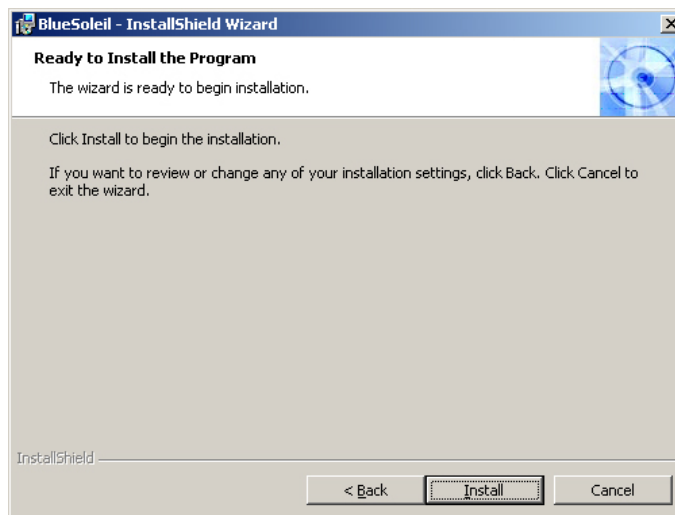 BlueSoleil - InstallShield Wizard
Ready to Install the Program
The wizard is ready to begin installation.
Click Install to begin the installation.
If you want to review or change any of your installation settings, click Back. Click Cancel to
exit the wizard.
InstallShield
< Back Install Cancel